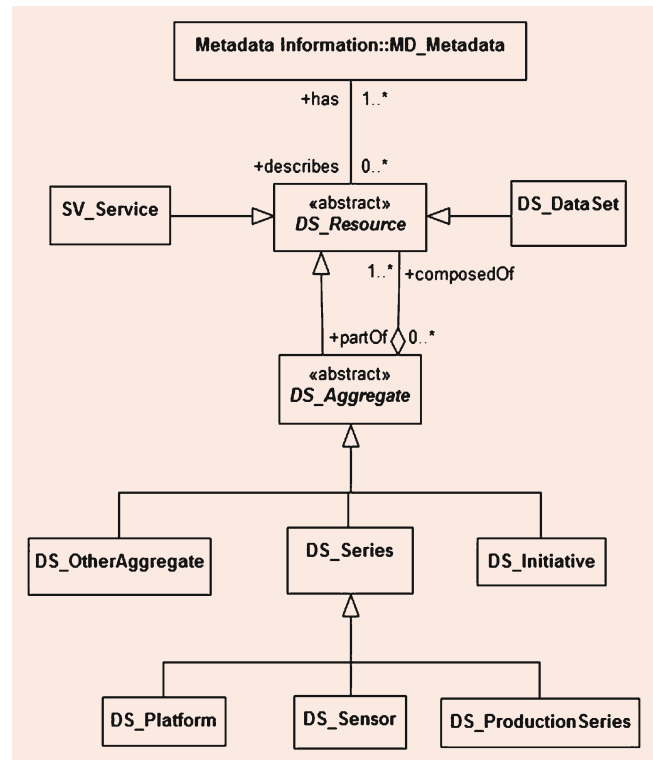 Metadata Information::MD_Metadata
+has 1..*
+describes 0..*
SV_Service
«abstract»
DS_Resource
DS_DataSet
1..* +composedOf
+partOf 0..*
«abstract»
DS_Aggregate
DS_OtherAggregate
DS_Series
DS_Initiative
DS_Platform
DS_Sensor
DS_ProductionSeries